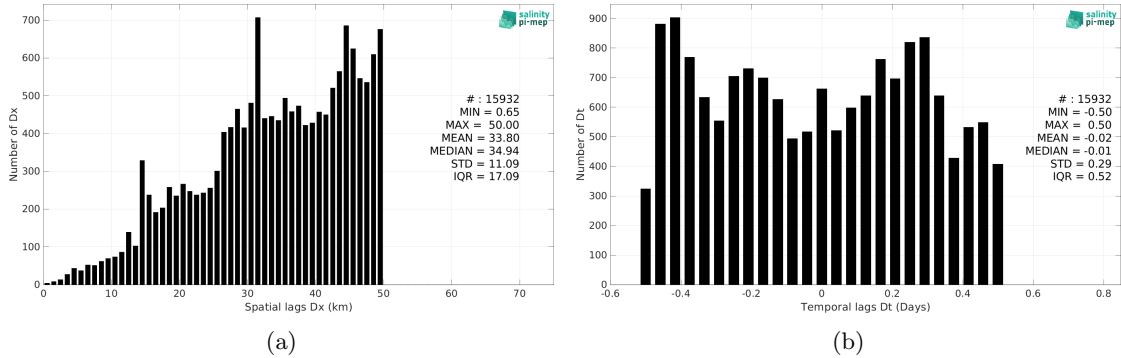 700
600
500
400
300
200
100
0
Number of Dx
salinity
pi-mep
# : 15932
MIN = 0.65
MAX = 50.00
MEAN = 33.80
MEDIAN = 34.94
STD = 11.09
IQR = 17.09
0 10 20 30 40 50 60 70
Spatial lags Dx (km)
(a)
900
800
700
600
500
400
300
200
100
0
Number of Dt
salinity
pi-mep
# : 15932
MIN = -0.50
MAX = 0.50
MEAN = -0.02
MEDIAN = -0.01
STD = 0.29
IQR = 0.52
-0.6 -0.4 -0.2 0 0.2 0.4 0.6 0.8
Temporal lags Dt (Days)
(b)